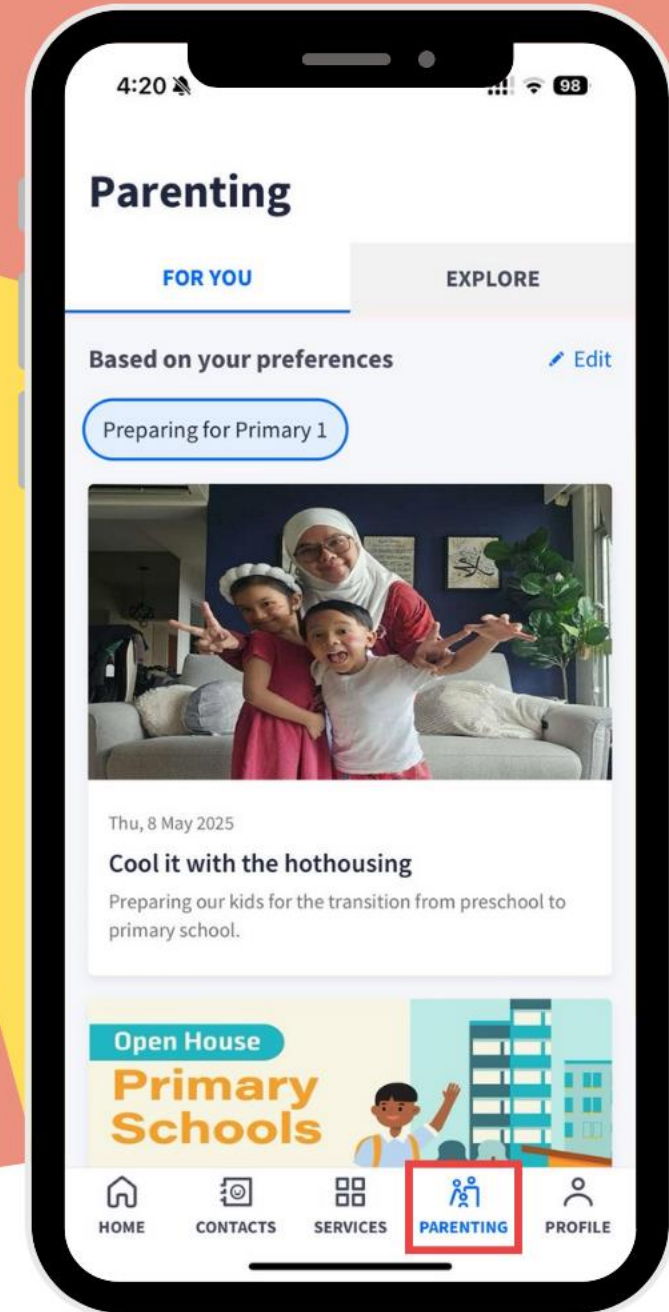 4:20
98
Parenting
FOR YOU
EXPLORE
Based on your preferences
Edit
Preparing for Primary 1
Thu, 8 May 2025
Cool it with the hothousing
Preparing our kids for the transition from preschool to
primary school.
Open House
Primary
Schools
HOME
CONTACTS
SERVICES
PARENTING
PROFILE